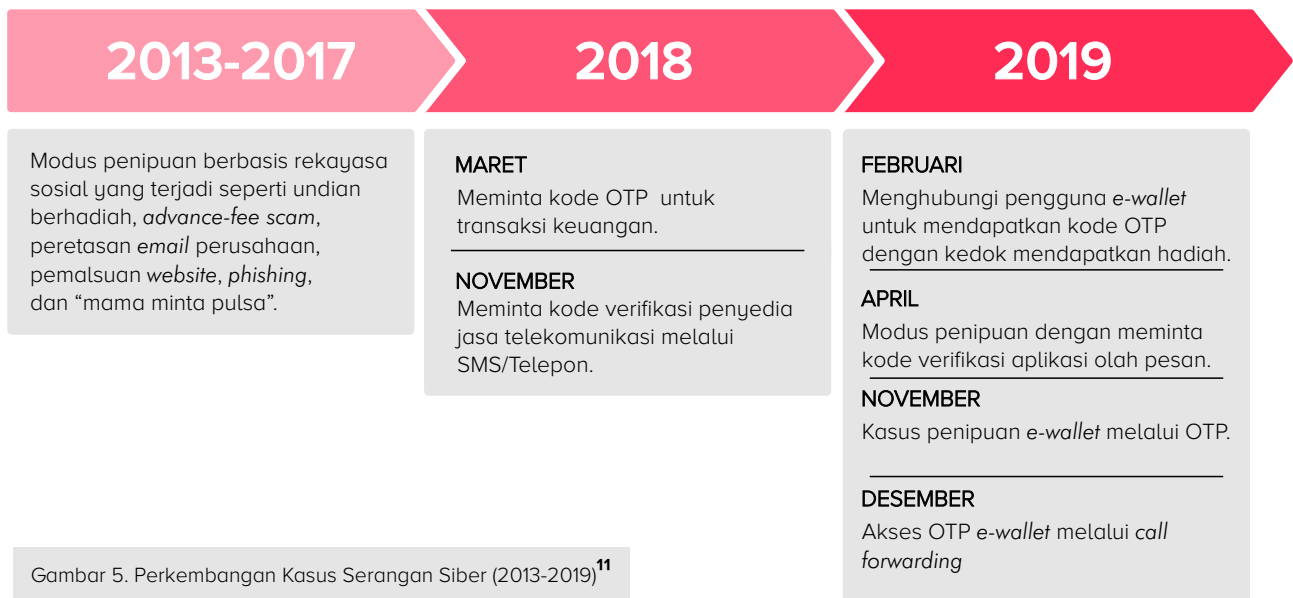 2013-2017
Modus penipuan berbasis rekayasa
sosial yang terjadi seperti undian
berhadiah, advance-fee scam,
peretasan email perusahaan,
pemalsuan website, phishing,
dan “mama minta pulsa”.
2018
MARET
Meminta kode OTP untuk
transaksi keuangan.
NOVEMBER
Meminta kode verifikasi penyedia
jasa telekomunikasi melalui
SMS/Telepon.
2019
FEBRUARI
Menghubungi pengguna e-wallet
untuk mendapatkan kode OTP
dengan kedok mendapatkan hadiah.
APRIL
Modus penipuan dengan meminta
kode verifikasi aplikasi olah pesan.
NOVEMBER
Kasus penipuan e-wallet melalui OTP.
DESEMBER
Akses OTP e-wallet melalui call
forwarding
Gambar 5. Perkembangan Kasus Serangan Siber (2013-2019)11